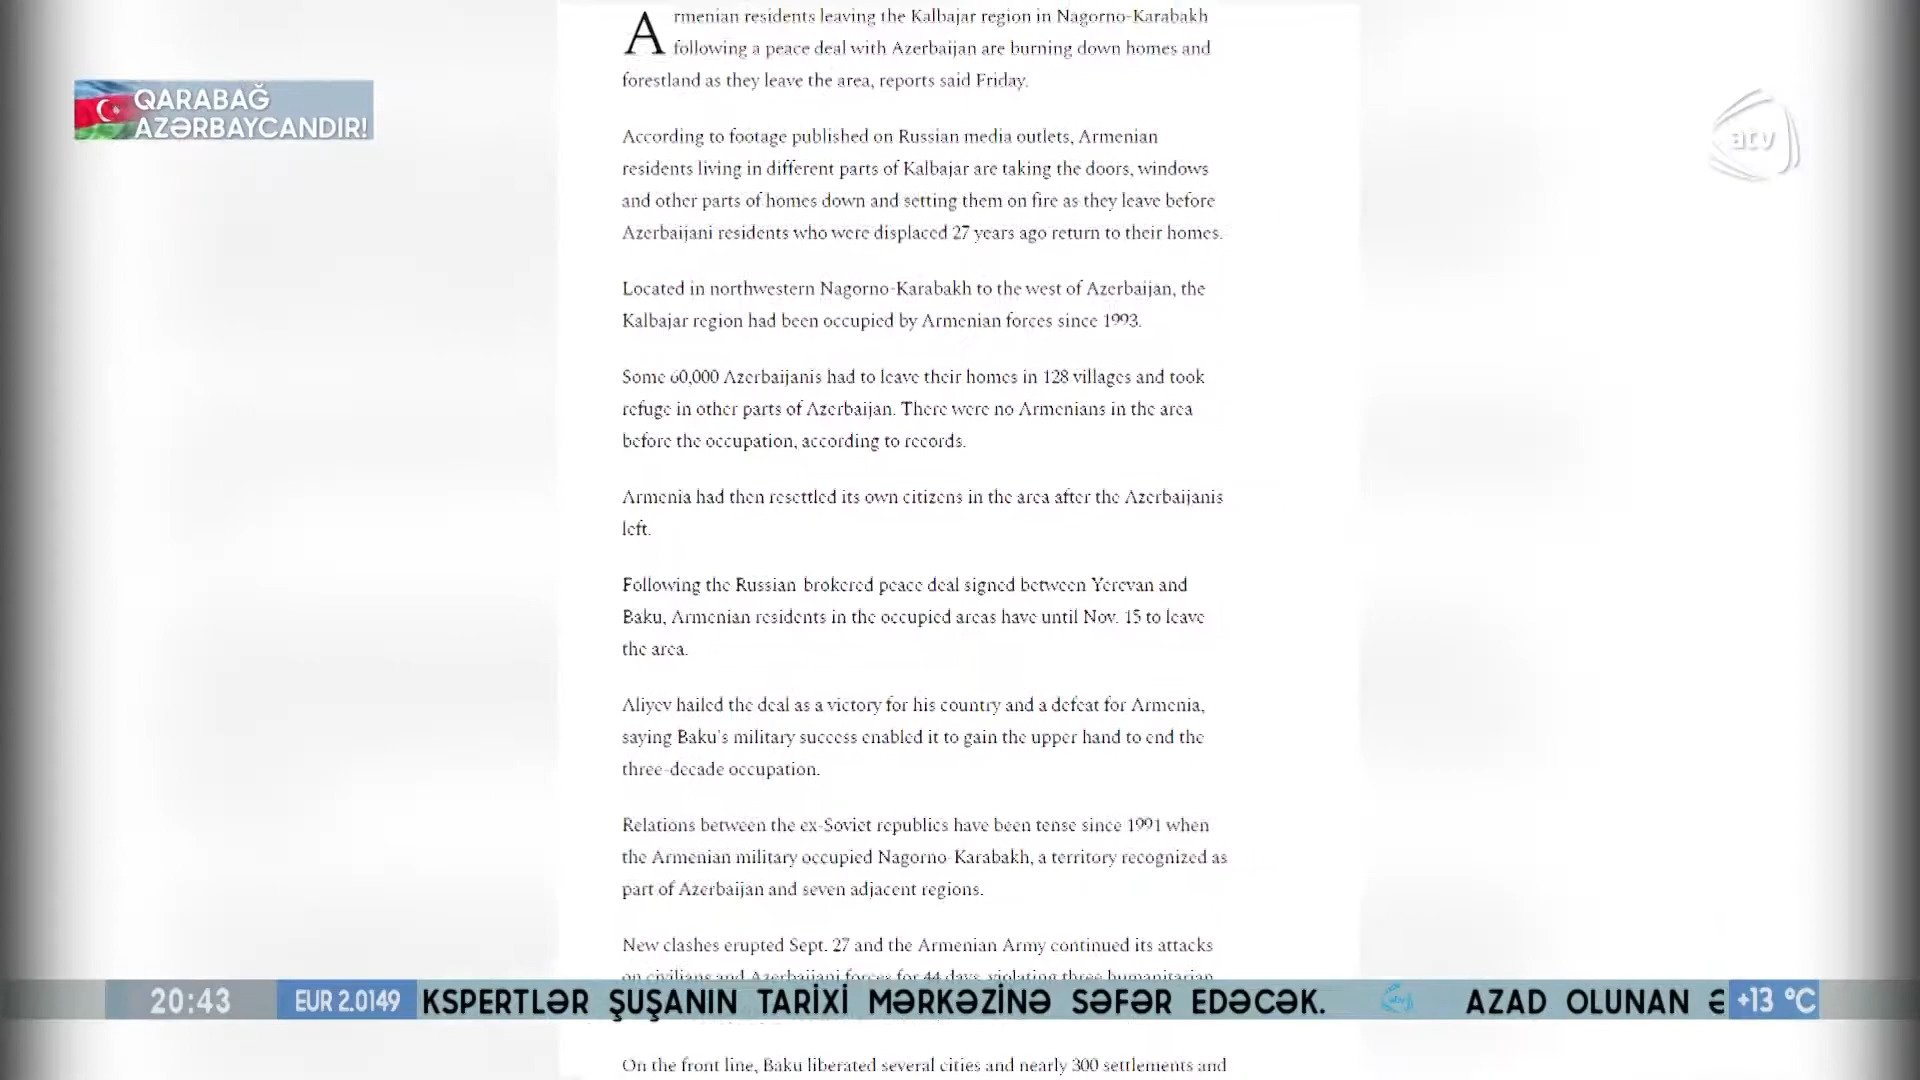 Armenian residents leaving the Kalbajar region in Nagorno-Karabakh
following a peace deal with Azerbaijan are burning down homes and
forestland as they leave the area, reports said Friday.
QARABAĞ
AZƏRBAYCANDIR!
atv
According to footage published on Russian media outlets, Armenian
residents living in different parts of Kalbajar are taking the doors, windows
and other parts of homes down and setting them on fire as they leave before
Azerbaijani residents who were displaced 27 years ago return to their homes.
Located in northwestern Nagorno-Karabakh to the west of Azerbaijan, the
Kalbajar region had been occupied by Armenian forces since 1993.
Some 60,000 Azerbaijanis had to leave their homes in 128 villages and took
refuge in other parts of Azerbaijan. There were no Armenians in the area
before the occupation, according to records.
Armenia had then resettled its own citizens in the area after the Azerbaijanis
left.
Following the Russian-brokered peace deal signed between Yerevan and
Baku, Armenian residents in the occupied areas have until Nov. 15 to leave
the area.
Aliyev hailed the deal as a victory for his country and a defeat for Armenia,
saying Baku's military success enabled it to gain the upper hand to end the
three-decade occupation.
Relations between the ex-Soviet republics have been tense since 1991 when
the Armenian military occupied Nagorno-Karabakh, a territory recognized as
part of Azerbaijan and seven adjacent regions.
New clashes erupted Sept. 27 and the Armenian Army continued its attacks
on civilians and Azerbaijani forces for 44 days, violating three humanitarian
20:43
EUR 2.0149
KSPERTLƏR ŞUŞANIN TARİXİ MƏRKƏZİNƏ SƏFƏR EDƏCƏK.
atv
AZAD OLUNAN Ə
+13 °C
On the front line, Baku liberated several cities and nearly 300 settlements and